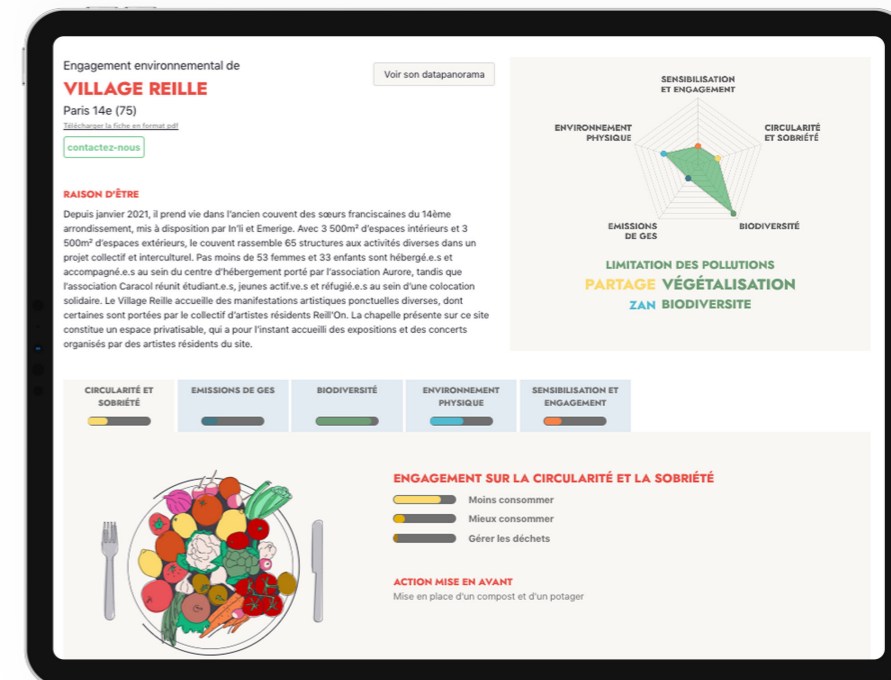 Engagement environnemental de
VILLAGE REILLE
Paris 14e (75)
Télécharger la fiche en format pdf
contactez-nous
Voir son datapanorama
RAISON D'ÊTRE
Depuis janvier 2021, il prend vie dans l'ancien couvent des sœurs franciscaines du 14ème
arrondissement, mis à disposition par In'li et Emerige. Avec 3 500m² d'espaces intérieurs et 3
500m² d'espaces extérieurs, le couvent rassemble 65 structures aux activités diverses dans un
projet collectif et interculturel. Pas moins de 53 femmes et 33 enfants sont hébergé.e.s et
accompagné.e.s au sein du centre d'hébergement porté par l'association Aurore, tandis que
l'association Caracol réunit étudiant.e.s, jeunes actif.ve.s et réfugié.e.s au sein d'une colocation
solidaire. Le Village Reille accueille des manifestations artistiques ponctuelles diverses, dont
certaines sont portées par le collectif d'artistes résidents Reill'On. La chapelle présente sur ce site
constitue un espace privatisable, qui a pour l'instant accueilli des expositions et des concerts
organisés par des artistes résidents du site.
SENSIBILISATION
ET ENGAGEMENT
ENVIRONNEMENT
PHYSIQUE
CIRCULARITÉ
ET SOBRIÉTÉ
EMISSIONS
DE GES
BIODIVERSITÉ
LIMITATION DES POLLUTIONS
PARTAGE VÉGÉTALISATION
ZAN BIODIVERSITE
CIRCULARITÉ ET
SOBRIÉTÉ
EMISSIONS DE GES
BIODIVERSITÉ
ENVIRONNEMENT
PHYSIQUE
SENSIBILISATION ET
ENGAGEMENT
ENGAGEMENT SUR LA CIRCULARITÉ ET LA SOBRIÉTÉ
Moins consommer
Mieux consommer
Gérer les déchets
ACTION MISE EN AVANT
Mise en place d'un compost et d'un potager